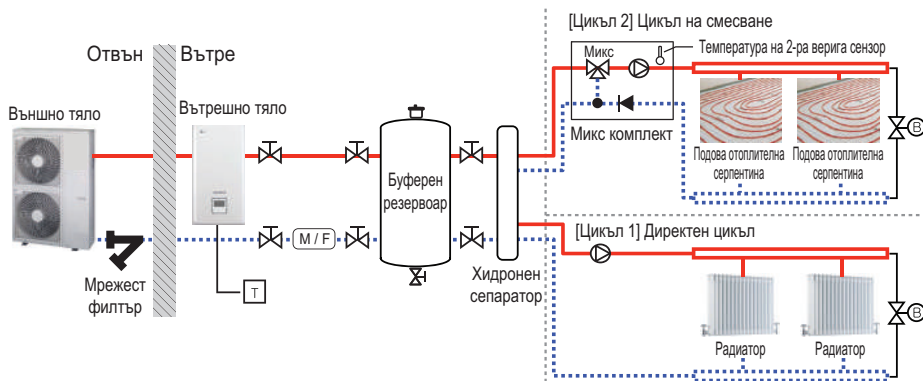 [Цикъл 2] Цикъл на смесване
Отвън
Вътре
Микс
Температура на 2-ра верига сензор
Външно тяло
Вътрешно тяло
Микс комплект
Подова отоплителна серпентина
Подова отоплителна серпентина
B
Буферен резервоар
M / F
[Цикъл 1] Директен цикъл
Хидронен сепаратор
Мрежест филтър
T
B
Радиатор
Радиатор